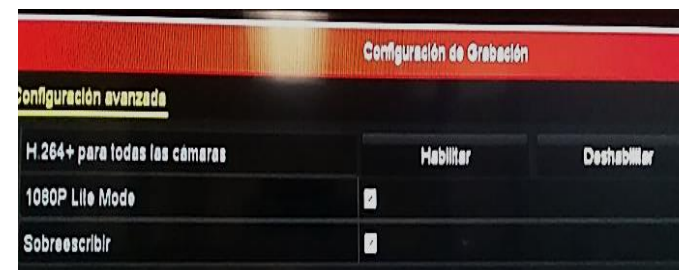 Configuración de Grabación
Configuración avanzada
H.264+ para todas las cámaras Habilitar Deshabilitar
1080P Lite Mode
Sobreescribir